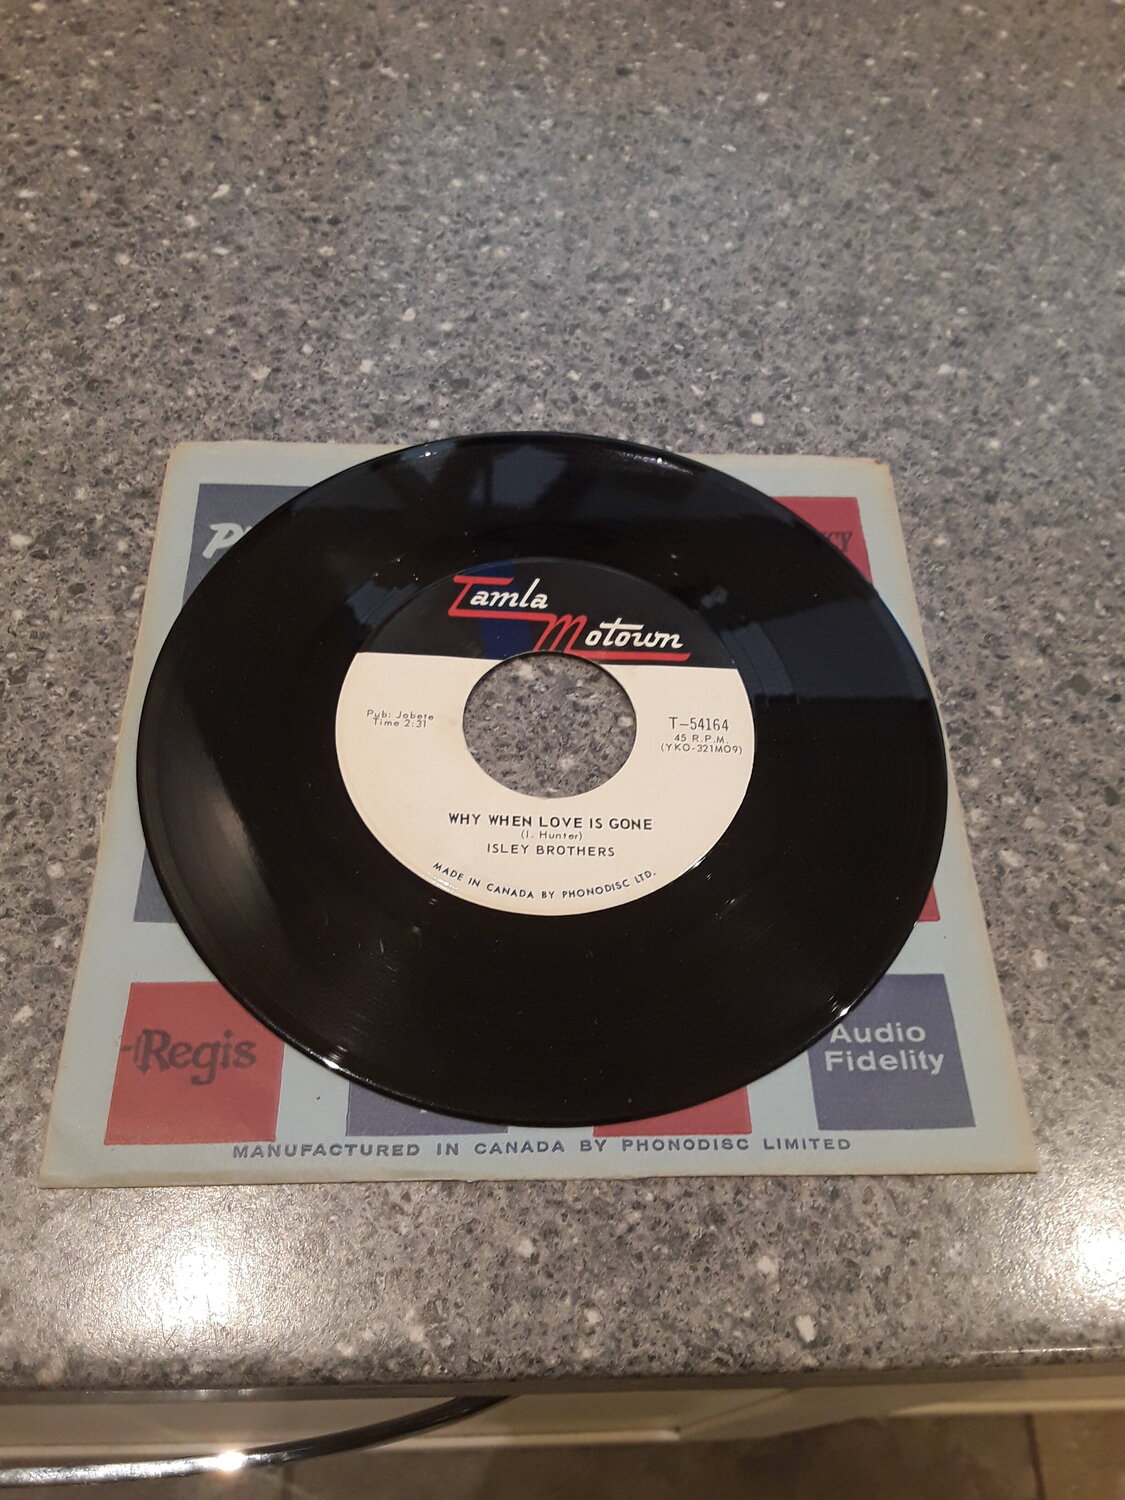 Tamla
Motown
Pub: Jobete
Time 2:31
T-54164
45 R.P.M.
(YKO-321MO9)
WHY WHEN LOVE IS GONE
(I. Hunter)
ISLEY BROTHERS
MADE IN CANADA BY PHONODISC LTD.
Regis
Audio
Fidelity
MANUFACTURED IN CANADA BY PHONODISC LIMITED